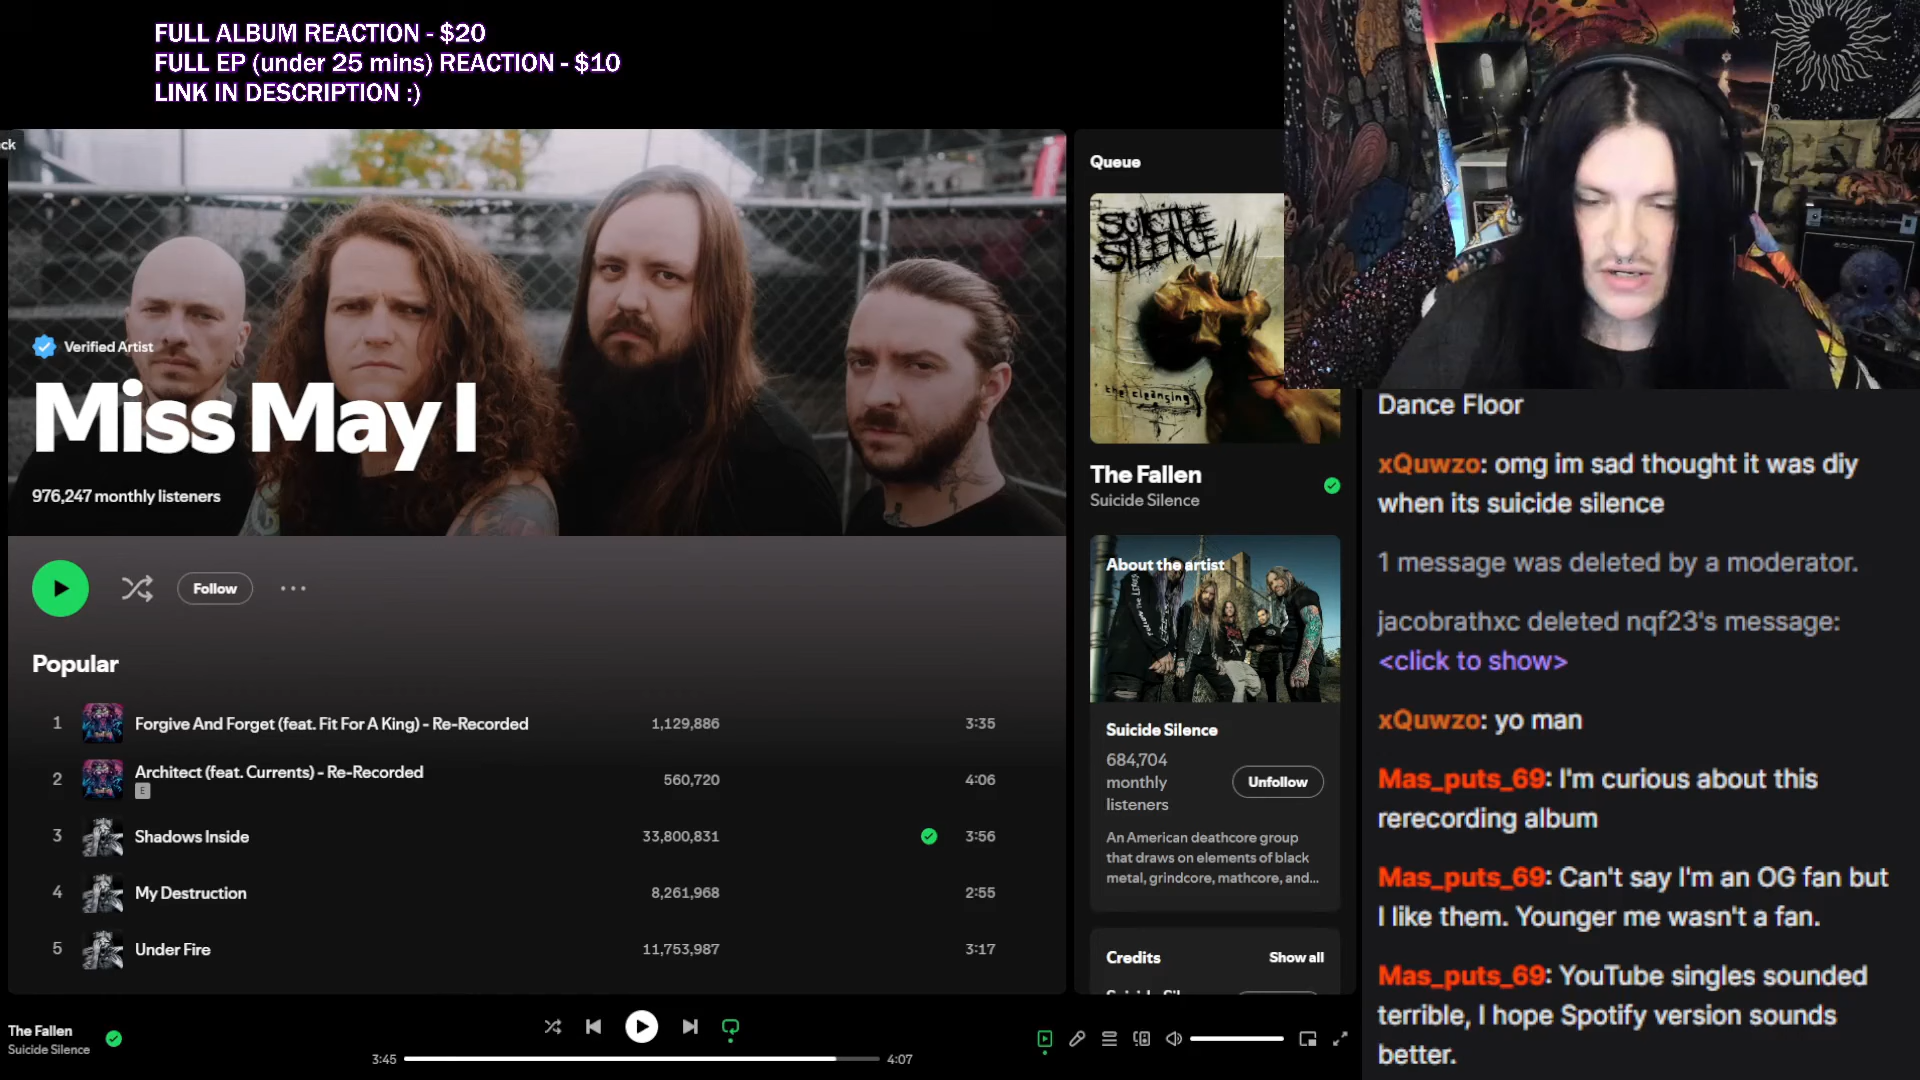 FULL ALBUM REACTION - $20
FULL EP (under 25 mins) REACTION - $10
LINK IN DESCRIPTION :)
ck
Verified Artist
Miss May I
976,247 monthly listeners
Follow
Popular
1 Forgive And Forget (feat. Fit For A King) - Re-Recorded 1,129,886 3:35
2 Architect (feat. Currents) - Re-Recorded 560,720 4:06
E
3 Shadows Inside 33,800,831 3:56
4 My Destruction 8,261,968 2:55
5 Under Fire 11,753,987 3:17
Queue
SUICIDE
SILENCE
the cleansing
The Fallen
Suicide Silence
About the artist
Suicide Silence
684,704
monthly
listeners
Unfollow
An American deathcore group
that draws on elements of black
metal, grindcore, mathcore, and...
Credits Show all
Dance Floor
xQuwzo: omg im sad thought it was diy
when its suicide silence
1 message was deleted by a moderator.
jacobrathxc deleted nqf23's message:
<click to show>
xQuwzo: yo man
Mas_puts_69: I'm curious about this
rerecording album
Mas_puts_69: Can't say I'm an OG fan but
I like them. Younger me wasn't a fan.
Mas_puts_69: YouTube singles sounded
terrible, I hope Spotify version sounds
better.
The Fallen
Suicide Silence
3:45 4:07